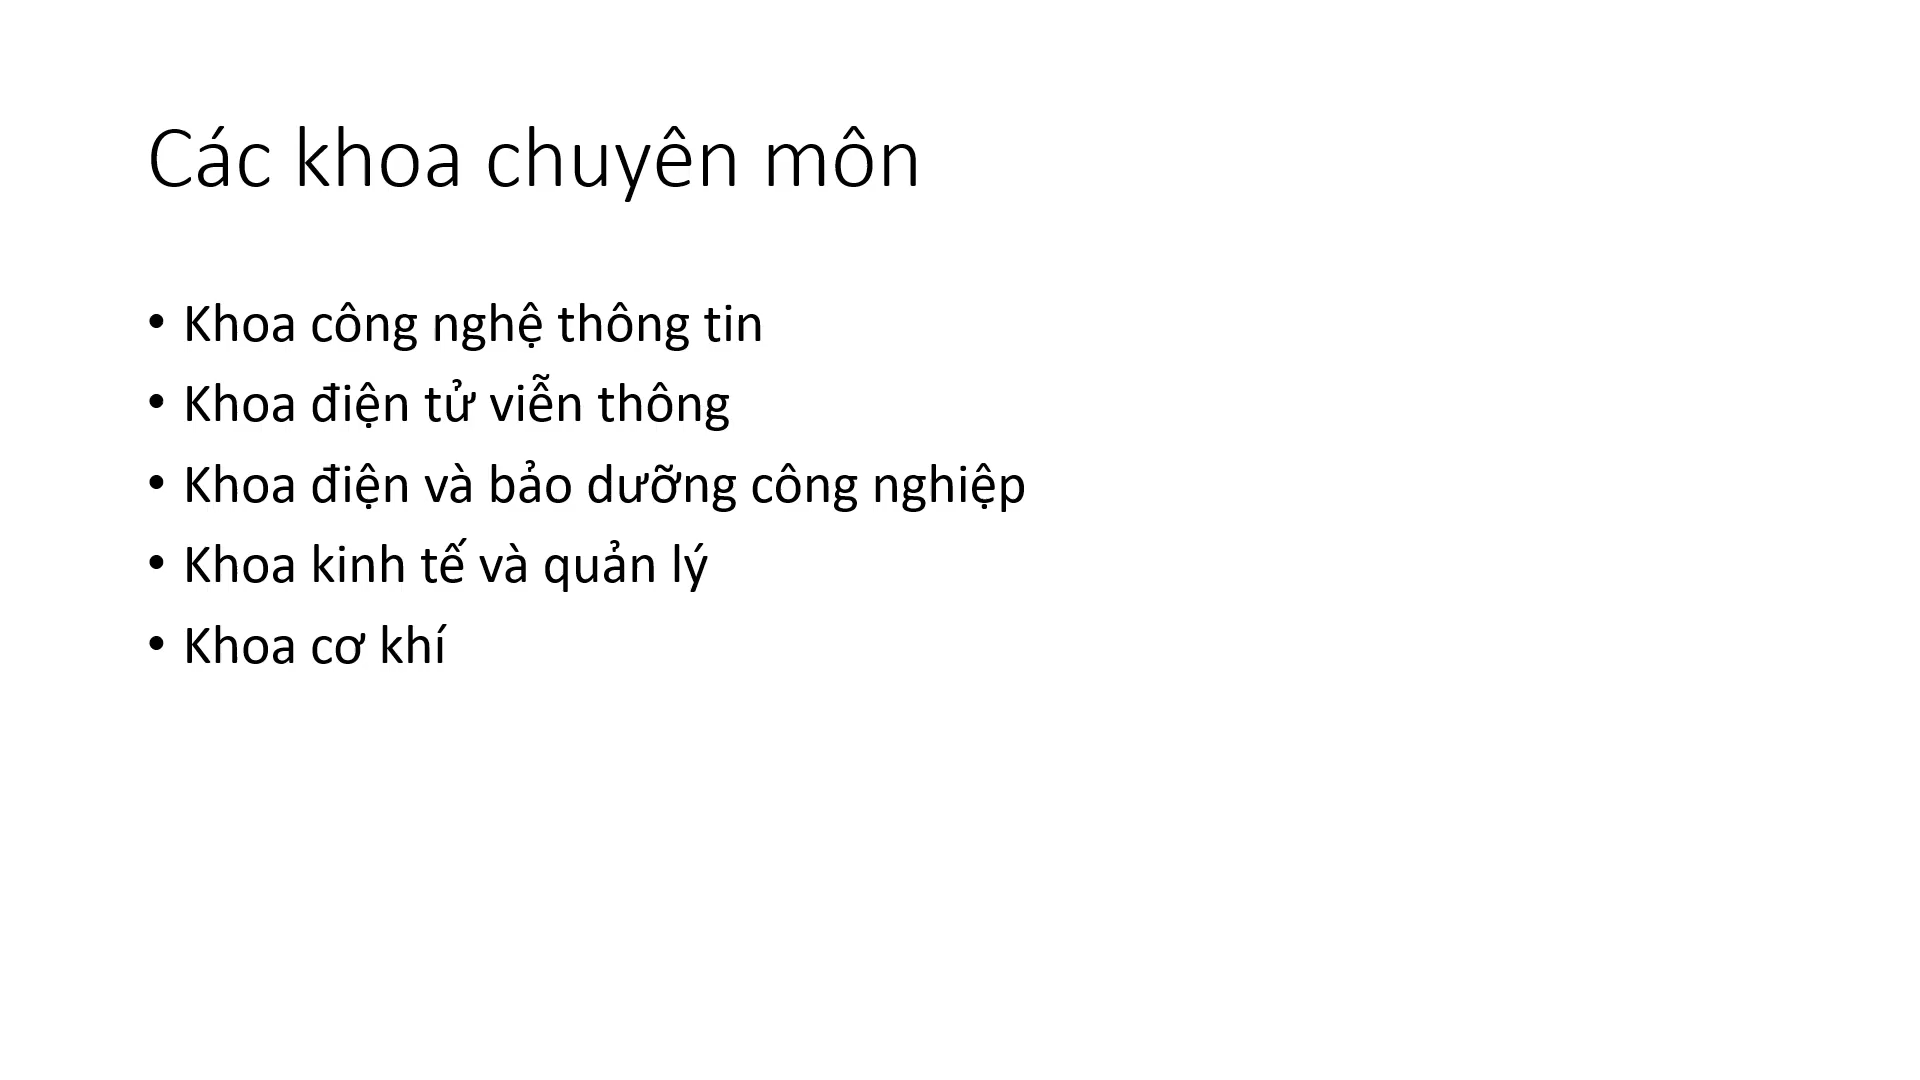 Các khoa chuyên môn
• Khoa công nghệ thông tin
• Khoa điện tử viễn thông
• Khoa điện và bảo dưỡng công nghiệp
• Khoa kinh tế và quản lý
• Khoa cơ khí